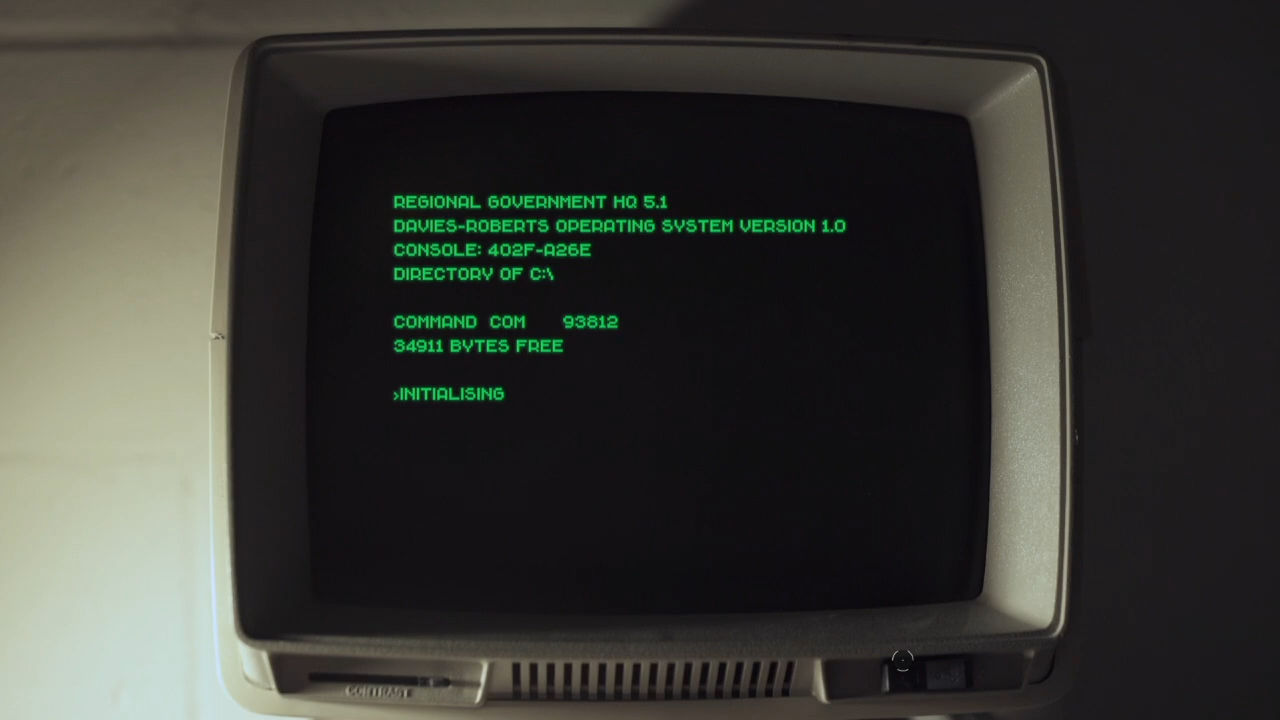 REGIONAL GOVERNMENT HQ 5.1
DAVIES-ROBERTS OPERATING SYSTEM VERSION 1.0
CONSOLE: 402F-A26E
DIRECTORY OF C:\
COMMAND COM 93812
34911 BYTES FREE
>INITIALISING
CONTRAST